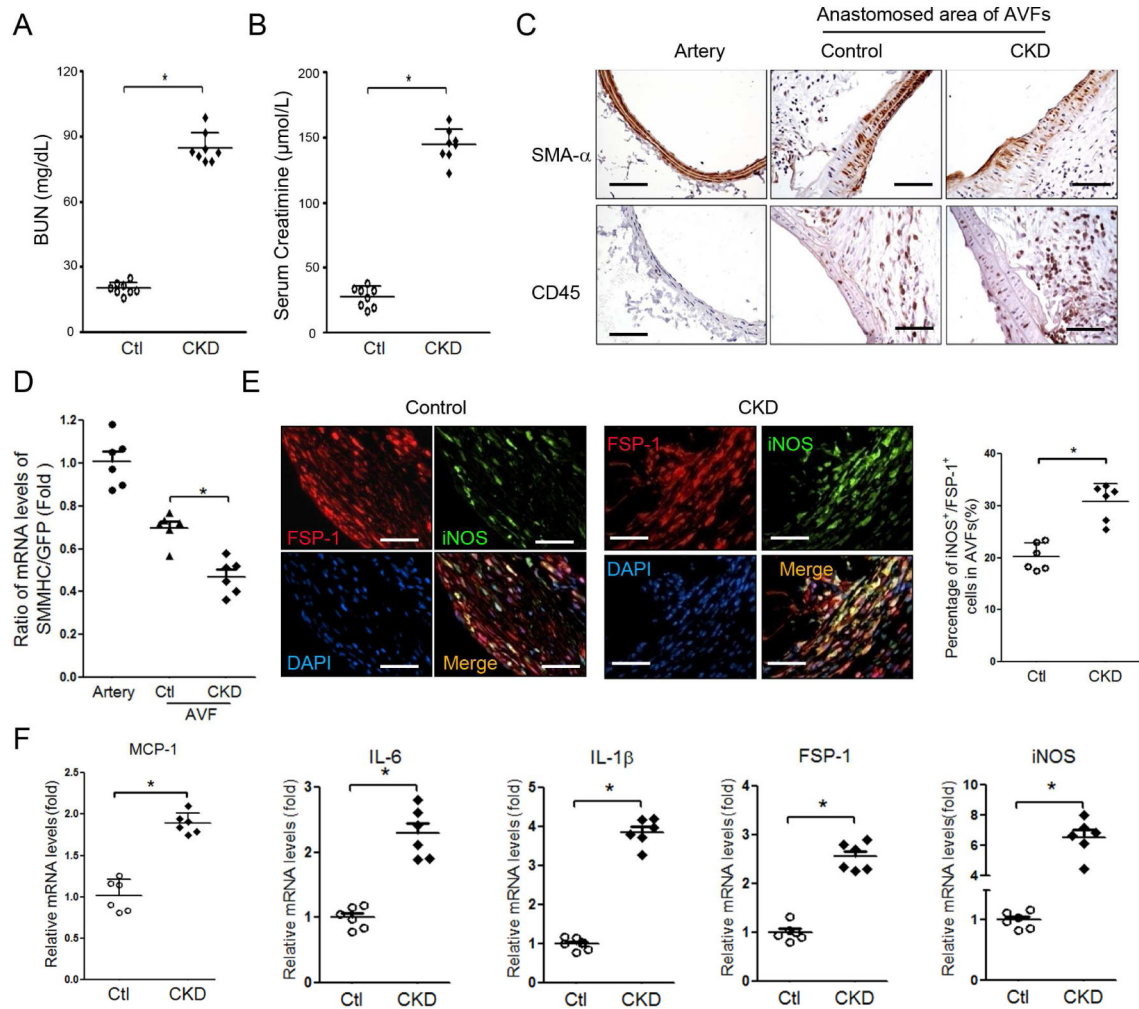 A
BUN (mg/dL)
120
90
60
30
0
*
Ctl
CKD
B
Serum Creatimine (μmol/L)
200
150
100
50
0
*
Ctl
CKD
C
Anastomosed area of AVFs
Artery
Control
CKD
SMA-α
CD45
D
Ratio of mRNA levels of
SMMHC/GFP (Fold)
1.2
1.0
0.8
0.6
0.4
0.2
0.0
*
Artery
Ctl
CKD
AVF
E
Control
CKD
FSP-1
iNOS
DAPI
Merge
FSP-1
iNOS
DAPI
Merge
Percentage of iNOS⁺/FSP-1⁺
cells in AVFs(%)
40
30
20
10
0
*
Ctl
CKD
F
MCP-1
Relative mRNA levels(fold)
2.5
2.0
1.5
1.0
0.5
0.0
*
Ctl
CKD
IL-6
Relative mRNA levels (fold)
3
2
1
0
*
Ctl
CKD
IL-1β
Relative mRNA levels (fold)
5
4
3
2
1
0
*
Ctl
CKD
FSP-1
Relative mRNA levels (fold)
4
3
2
1
0
*
Ctl
CKD
iNOS
Relative mRNA levels(fold)
10
8
6
4
1
0
*
Ctl
CKD